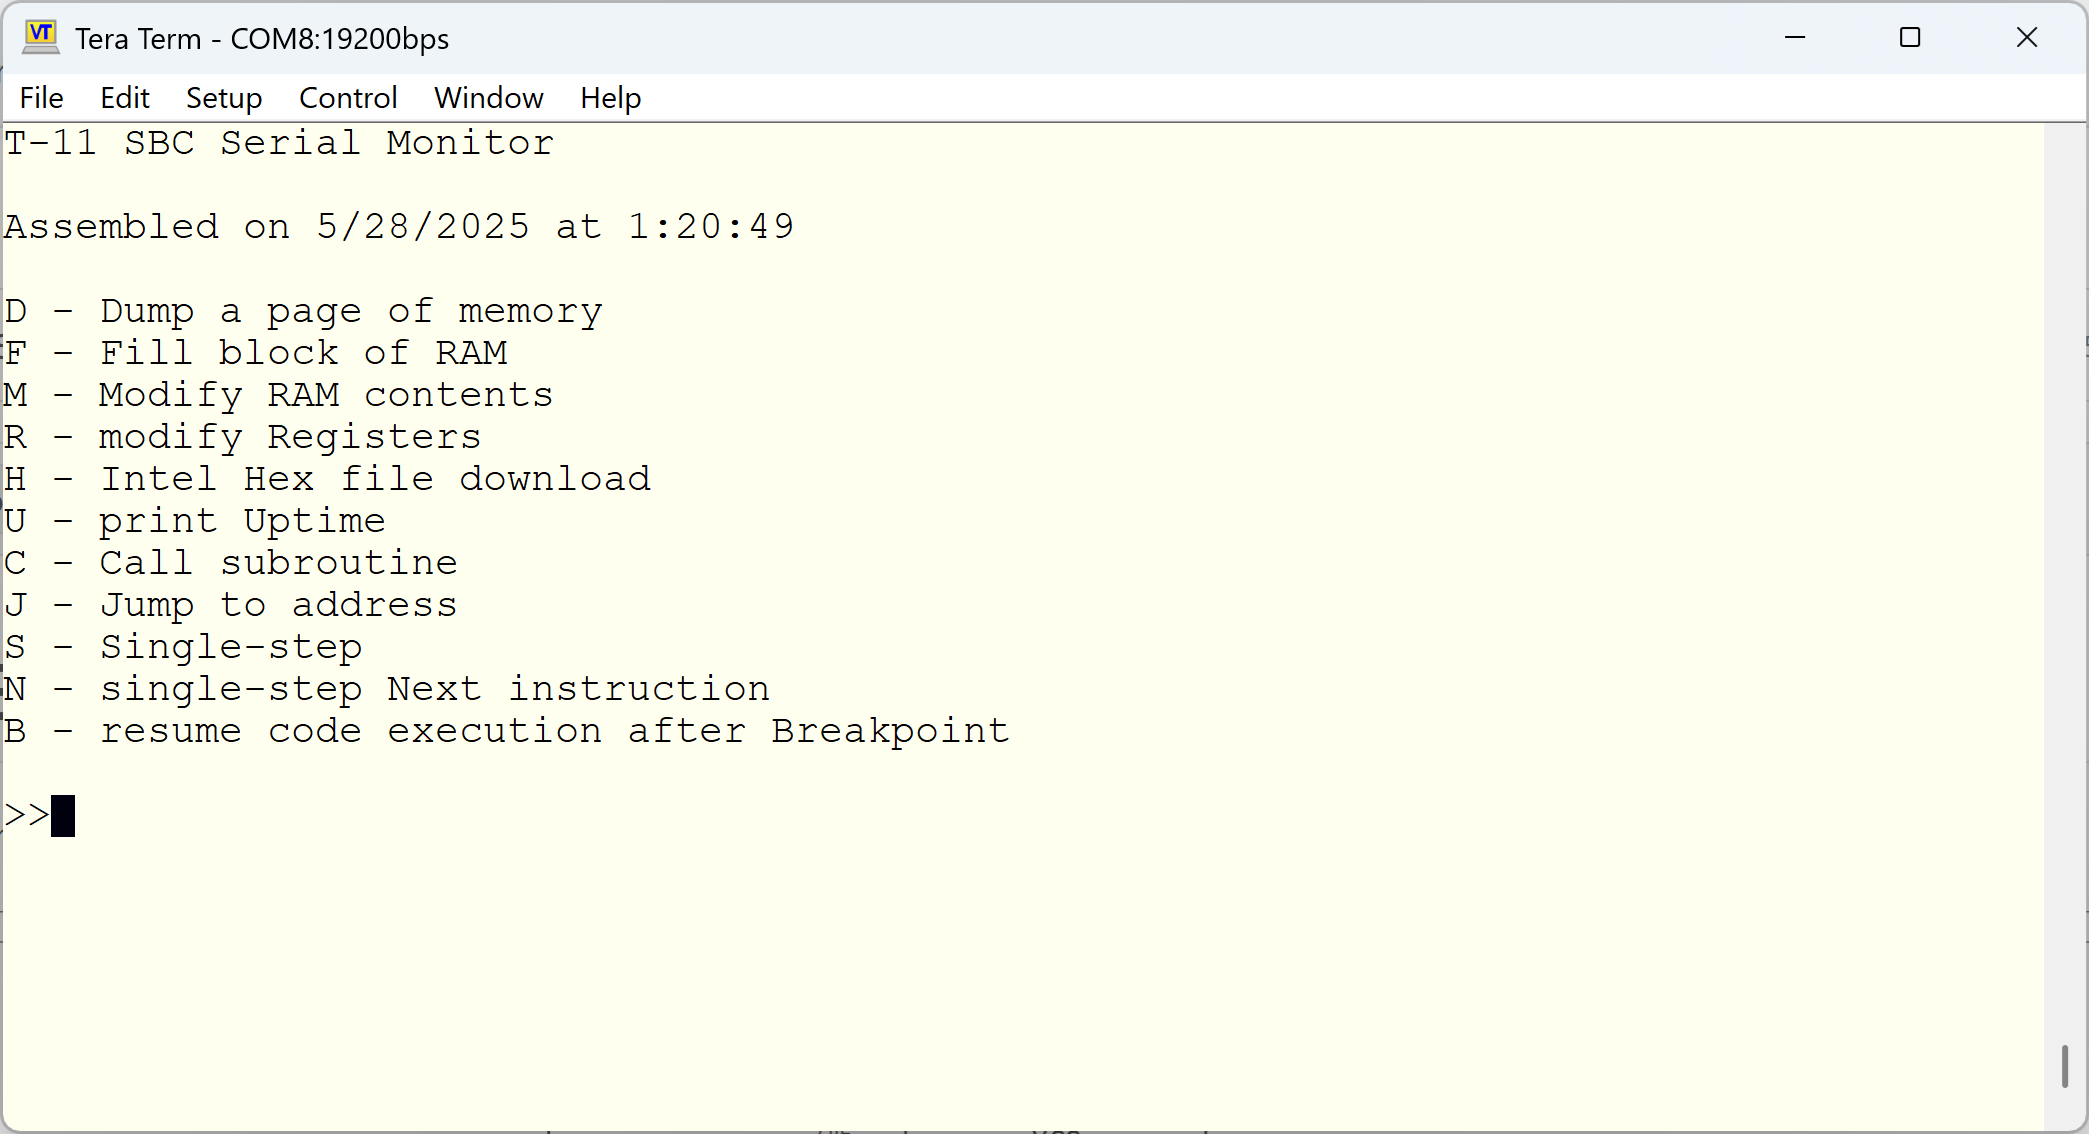 VT Tera Term - COM8:19200bps
File Edit Setup Control Window Help
T-11 SBC Serial Monitor
Assembled on 5/28/2025 at 1:20:49
D - Dump a page of memory
F - Fill block of RAM
M - Modify RAM contents
R - modify Registers
H - Intel Hex file download
U - print Uptime
C - Call subroutine
J - Jump to address
S - Single-step
N - single-step Next instruction
B - resume code execution after Breakpoint
>>